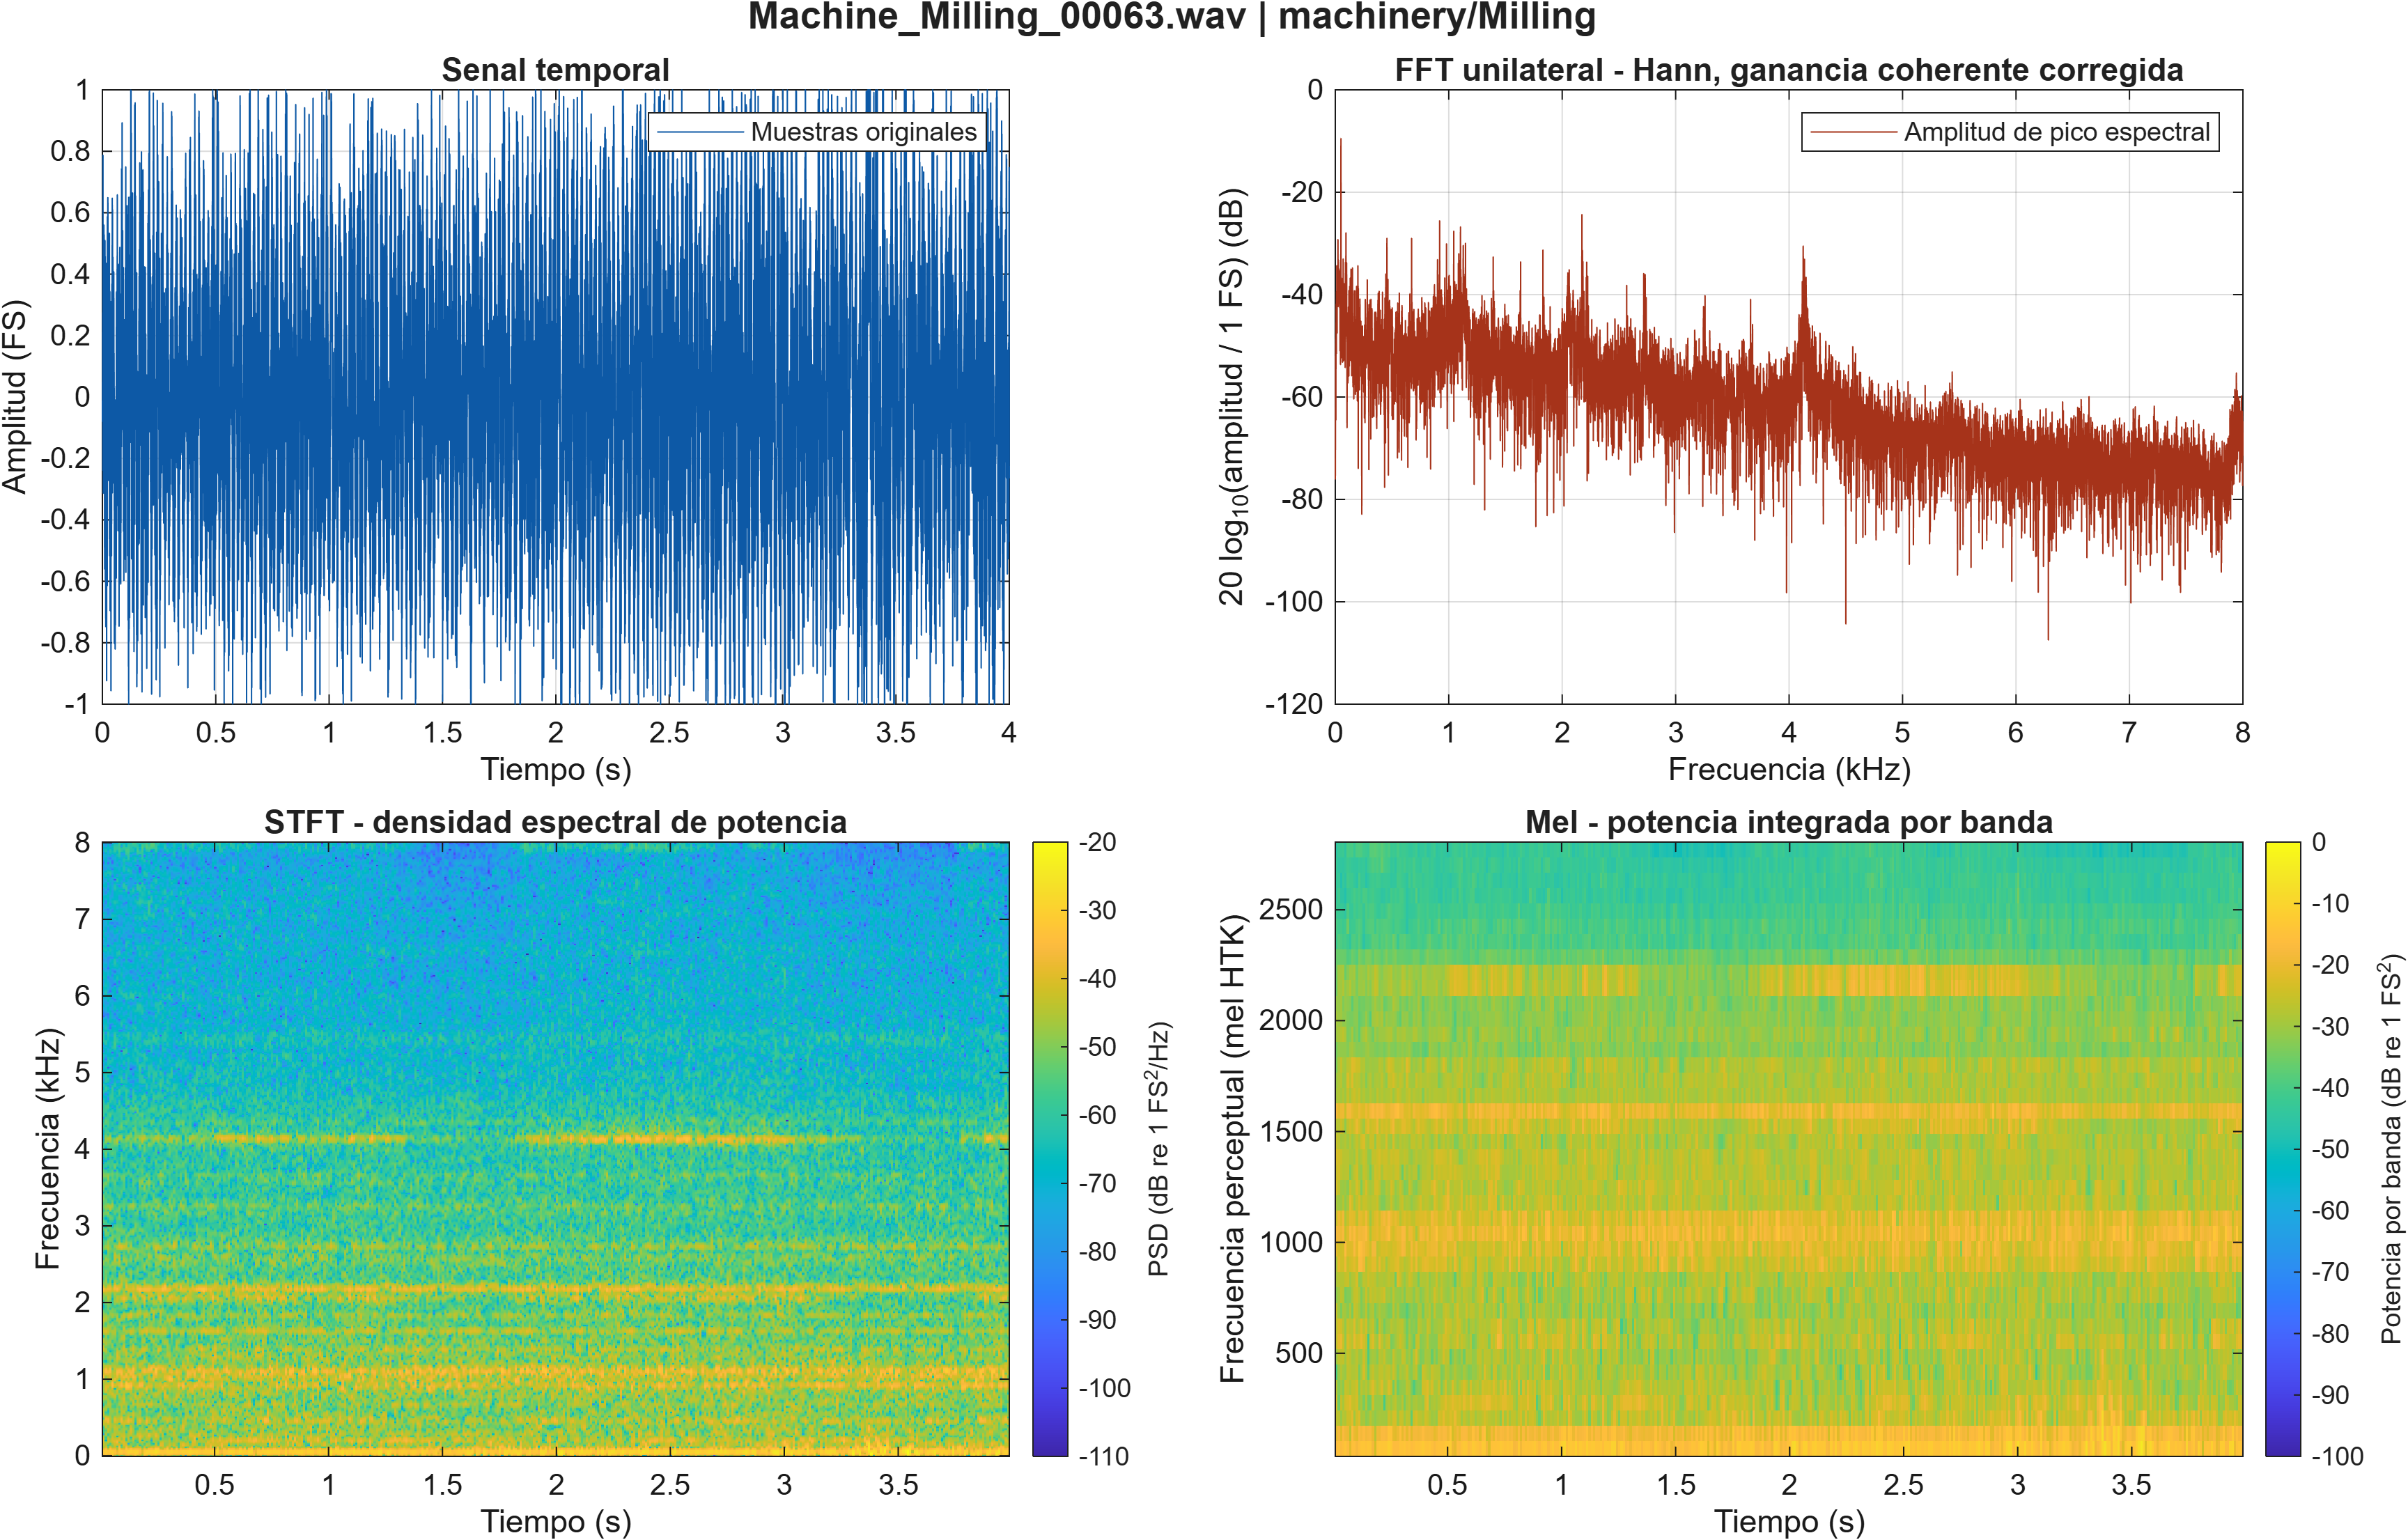 Machine_Milling_00063.wav | machinery/Milling
Senal temporal
1
0.8
0.6
0.4
0.2
0
-0.2
-0.4
-0.6
-0.8
-1
Amplitud (FS)
Muestras originales
0 0.5 1 1.5 2 2.5 3 3.5 4
Tiempo (s)
FFT unilateral - Hann, ganancia coherente corregida
0
-20
-40
-60
-80
-100
-120
20 log10(amplitud / 1 FS) (dB)
Amplitud de pico espectral
0 1 2 3 4 5 6 7 8
Frecuencia (kHz)
STFT - densidad espectral de potencia
8
7
6
5
4
3
2
1
0
Frecuencia (kHz)
0.5 1 1.5 2 2.5 3 3.5
Tiempo (s)
-20
-30
-40
-50
-60
-70
-80
-90
-100
-110
PSD (dB re 1 FS²/Hz)
Mel - potencia integrada por banda
2500
2000
1500
1000
500
Frecuencia perceptual (mel HTK)
0.5 1 1.5 2 2.5 3 3.5
Tiempo (s)
0
-10
-20
-30
-40
-50
-60
-70
-80
-90
-100
Potencia por banda (dB re 1 FS²)